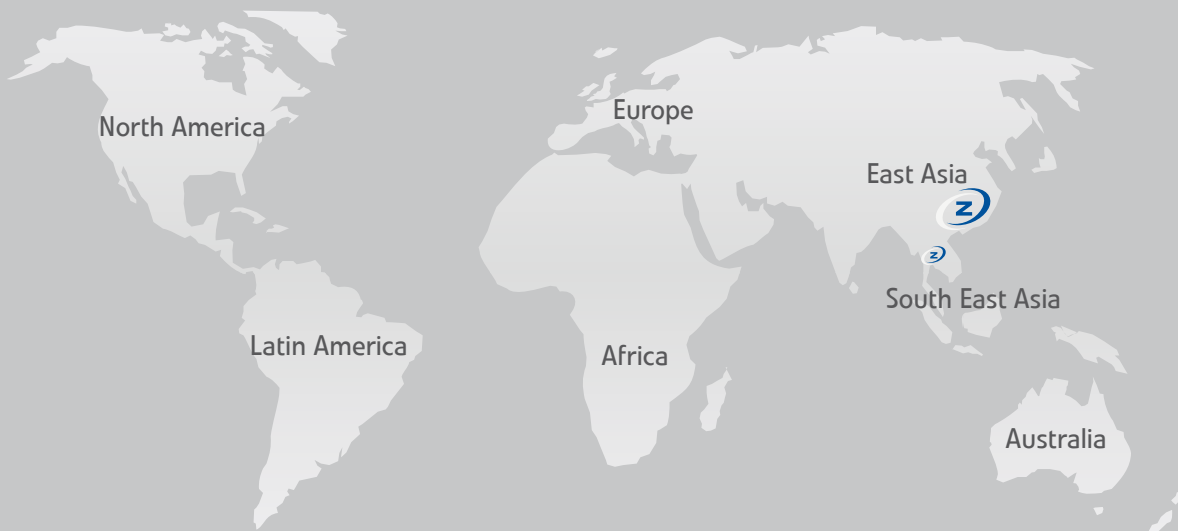 North America
Europe
East Asia
Z
Z
South East Asia
Latin America
Africa
Australia